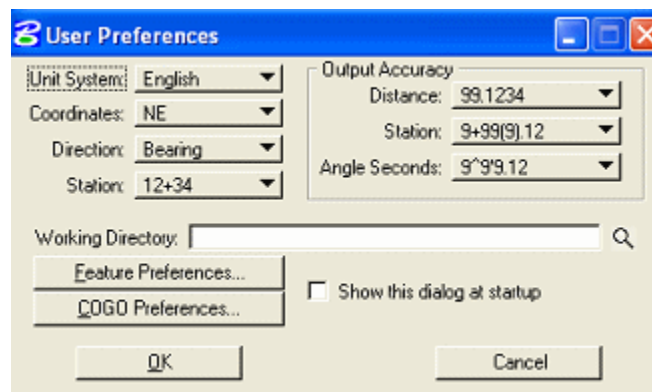 User Preferences
Unit System: English
Coordinates: NE
Direction: Bearing
Station: 12+34
Output Accuracy
Distance: 99.1234
Station: 9+99(9).12
Angle Seconds: 9^9'9.12
Working Directory:
Feature Preferences...
COGO Preferences...
Show this dialog at startup
OK
Cancel